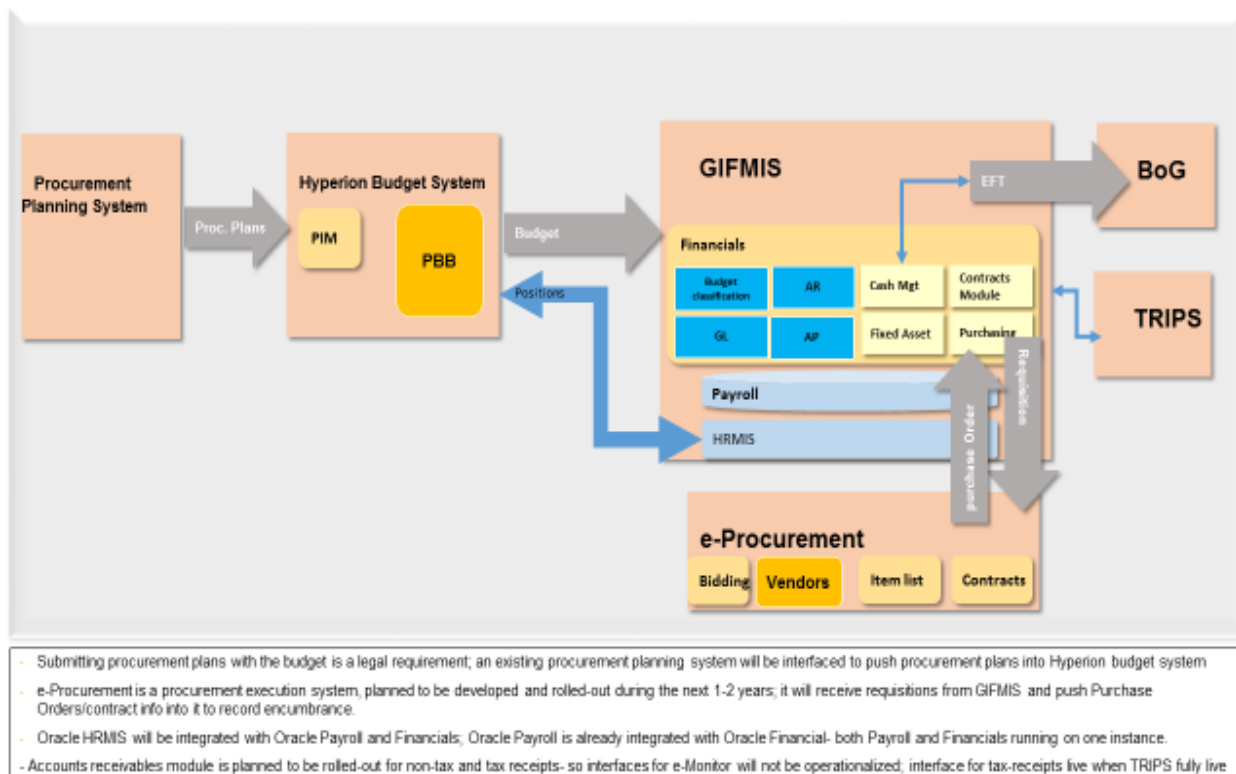 Procurement
Planning System
Proc. Plans
Hyperion Budget System
PIM
PBB
Budget
Positions
GIFMIS
EFT
BoG
TRIPS
Financials
Budget
classification
AR
Cash Mgt
Contracts
Module
GL
AP
Fixed Asset
Purchasing
Payroll
HRMIS
purchase Order
Requisition
e-Procurement
Bidding
Vendors
Item list
Contracts
- Submitting procurement plans with the budget is a legal requirement; an existing procurement planning system will be interfaced to push procurement plans into Hyperion budget system
- e-Procurement is a procurement execution system, planned to be developed and rolled-out during the next 1-2 years; it will receive requisitions from GIFMIS and push Purchase
Orders/contract info into it to record encumbrance.
- Oracle HRMIS will be integrated with Oracle Payroll and Financials; Oracle Payroll is already integrated with Oracle Financial- both Payroll and Financials running on one instance.
- Accounts receivables module is planned to be rolled-out for non-tax and tax receipts- so interfaces for e-Monitor will not be operationalized; interface for tax-receipts live when TRIPS fully live